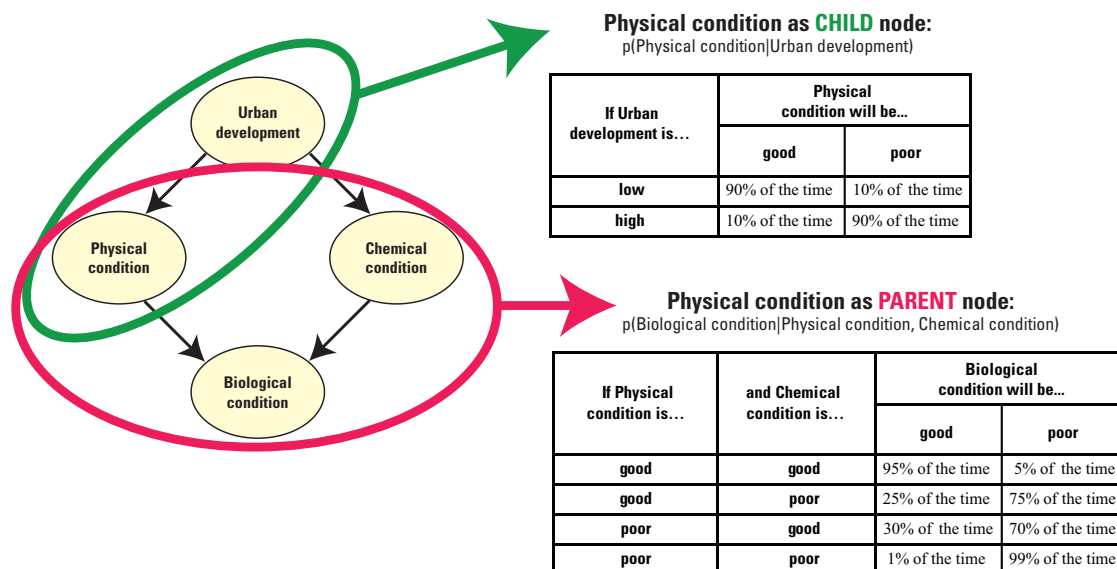 Urban
development
Physical
condition
Chemical
condition
Biological
condition
Physical condition as CHILD node:
p(Physical condition|Urban development)
If Urban
development is…
Physical
condition will be...
good
poor
low
90% of the time
10% of the time
high
10% of the time
90% of the time
Physical condition as PARENT node:
p(Biological condition|Physical condition, Chemical condition)
If Physical
condition is…
and Chemical
condition is…
Biological
condition will be...
good
poor
good
good
95% of the time
5% of the time
good
poor
25% of the time
75% of the time
poor
good
30% of the time
70% of the time
poor
poor
1% of the time
99% of the time